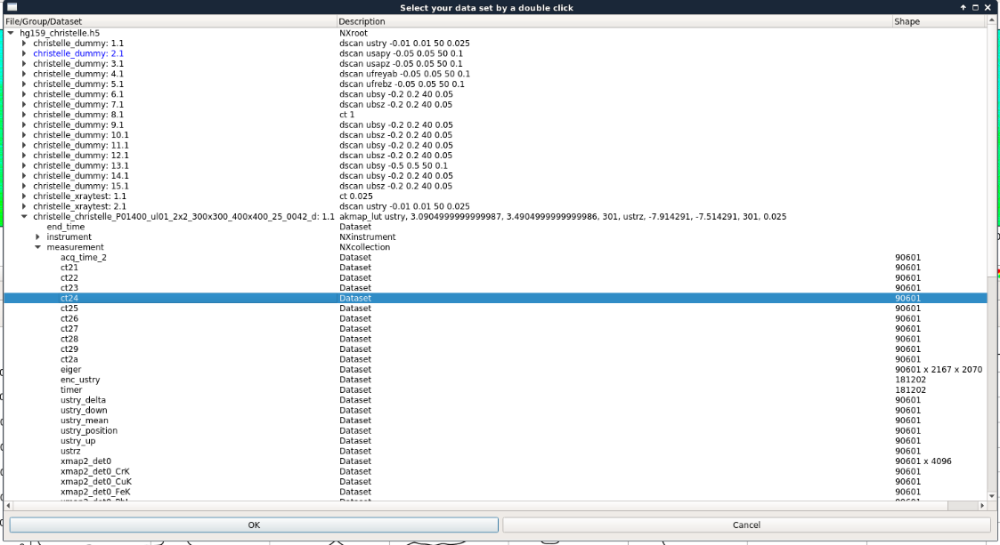 Select your data set by a double click
File/Group/Dataset Description Shape
hg159_christelle.h5 NXroot
christelle_dummy: 1.1 dscan ustry -0.01 0.01 50 0.025
christelle_dummy: 2.1 dscan usapy -0.05 0.05 50 0.1
christelle_dummy: 3.1 dscan usapz -0.05 0.05 50 0.1
christelle_dummy: 4.1 dscan ufreyab -0.05 0.05 50 0.1
christelle_dummy: 5.1 dscan ufrebz -0.05 0.05 50 0.1
christelle_dummy: 6.1 dscan ubsy -0.2 0.2 40 0.05
christelle_dummy: 7.1 dscan ubsz -0.2 0.2 40 0.05
christelle_dummy: 8.1 ct 1
christelle_dummy: 9.1 dscan ubsy -0.2 0.2 40 0.05
christelle_dummy: 10.1 dscan ubsz -0.2 0.2 40 0.05
christelle_dummy: 11.1 dscan ubsy -0.2 0.2 40 0.05
christelle_dummy: 12.1 dscan ubsz -0.2 0.2 40 0.05
christelle_dummy: 13.1 dscan ubsy -0.5 0.5 50 0.1
christelle_dummy: 14.1 dscan ubsy -0.2 0.2 40 0.05
christelle_dummy: 15.1 dscan ubsz -0.2 0.2 40 0.05
christelle_xraytest: 1.1 ct 0.025
christelle_xraytest: 2.1 dscan ustry -0.01 0.01 50 0.025
christelle_christelle_P01400_ul01_2x2_300x300_400x400_25_0042_d: 1.1 akmap_lut ustry, 3.0904999999999987, 3.4904999999999986, 301, ustrz, -7.914291, -7.514291, 301, 0.025
end_time Dataset
instrument NXinstrument
measurement NXcollection
acq_time_2 Dataset 90601
ct21 Dataset 90601
ct22 Dataset 90601
ct23 Dataset 90601
ct24 Dataset 90601
ct25 Dataset 90601
ct26 Dataset 90601
ct27 Dataset 90601
ct28 Dataset 90601
ct29 Dataset 90601
ct2a Dataset 90601
eiger Dataset 90601 x 2167 x 2070
enc_ustry Dataset 181202
timer Dataset 181202
ustry_delta Dataset 90601
ustry_down Dataset 90601
ustry_mean Dataset 90601
ustry_position Dataset 90601
ustry_up Dataset 90601
ustrz Dataset 90601
xmap2_det0 Dataset 90601 x 4096
xmap2_det0_CrK Dataset 90601
xmap2_det0_CuK Dataset 90601
xmap2_det0_FeK Dataset 90601
OK Cancel